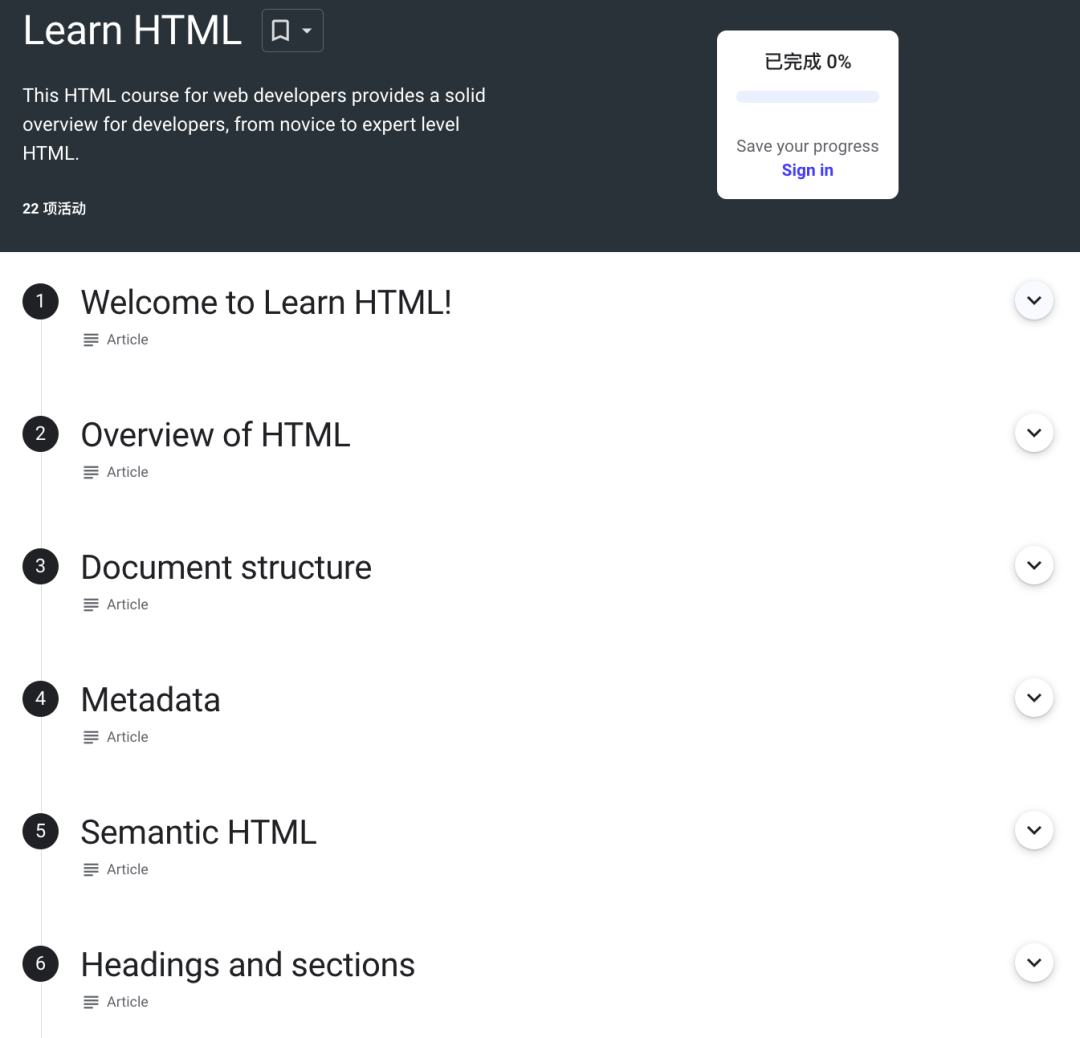 Learn HTML
This HTML course for web developers provides a solid
overview for developers, from novice to expert level
HTML.
22 项活动
已完成 0%
Save your progress
Sign in
1 Welcome to Learn HTML!
Article
2 Overview of HTML
Article
3 Document structure
Article
4 Metadata
Article
5 Semantic HTML
Article
6 Headings and sections
Article